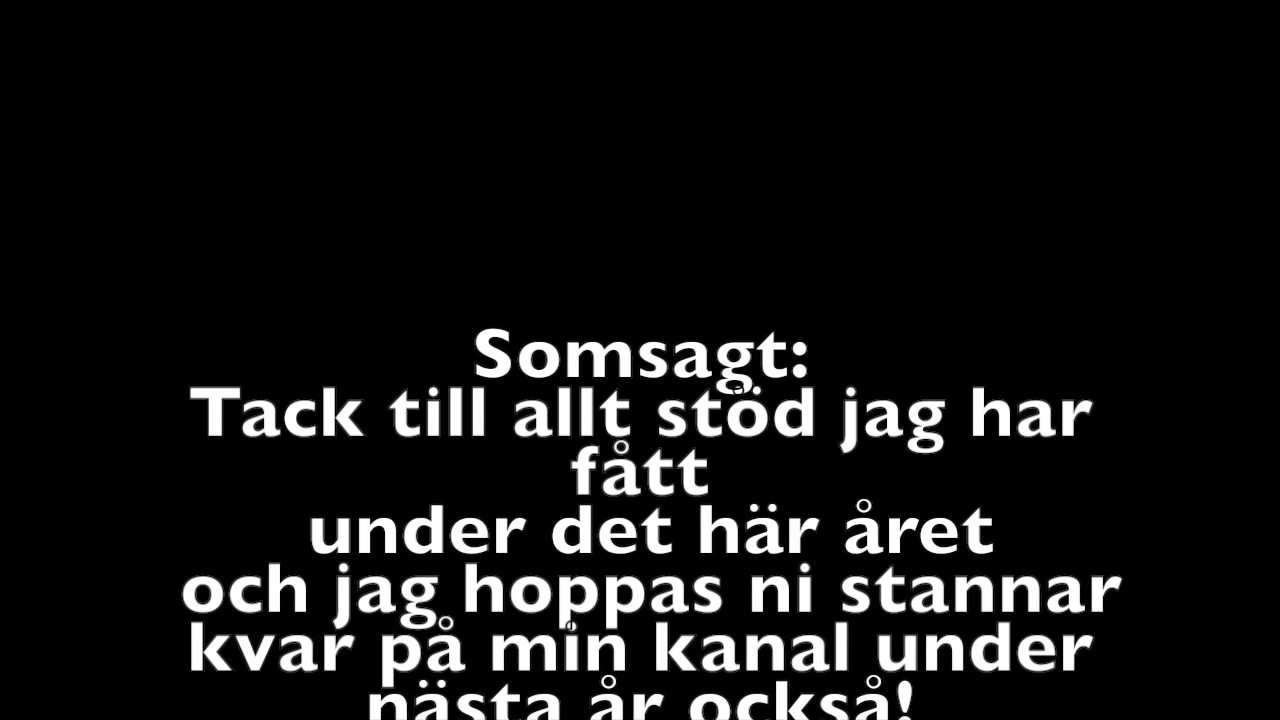 Somsagt:
Tack till allt stöd jag har
fått
under det här året
och jag hoppas ni stannar
kvar på min kanal under
nästa år också!